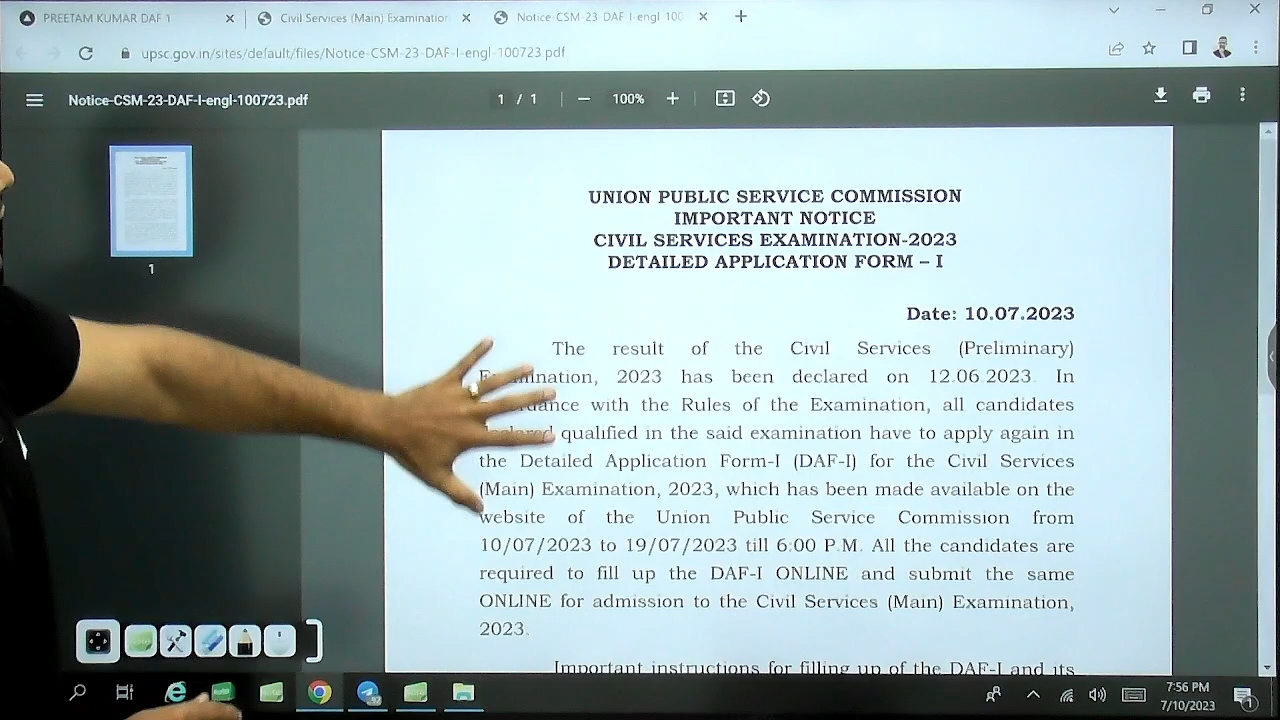 PREETAM KUMAR DAF 1
Civil Services (Main) Examination
Notice-CSM-23-DAF-I-engl-100
upsc.gov.in/sites/default/files/Notice-CSM-23-DAF-I-engl-100723.pdf
Notice-CSM-23-DAF-I-engl-100723.pdf
1 / 1
100%
1
UNION PUBLIC SERVICE COMMISSION
IMPORTANT NOTICE
CIVIL SERVICES EXAMINATION-2023
DETAILED APPLICATION FORM – I
Date: 10.07.2023
The result of the Civil Services (Preliminary)
Examination, 2023 has been declared on 12.06.2023. In
accordance with the Rules of the Examination, all candidates
declared qualified in the said examination have to apply again in
the Detailed Application Form-I (DAF-I) for the Civil Services
(Main) Examination, 2023, which has been made available on the
website of the Union Public Service Commission from
10/07/2023 to 19/07/2023 till 6:00 P.M. All the candidates are
required to fill up the DAF-I ONLINE and submit the same
ONLINE for admission to the Civil Services (Main) Examination,
2023.
Important instructions for filling up of the DAF-I and its
7:56 PM
7/10/2023